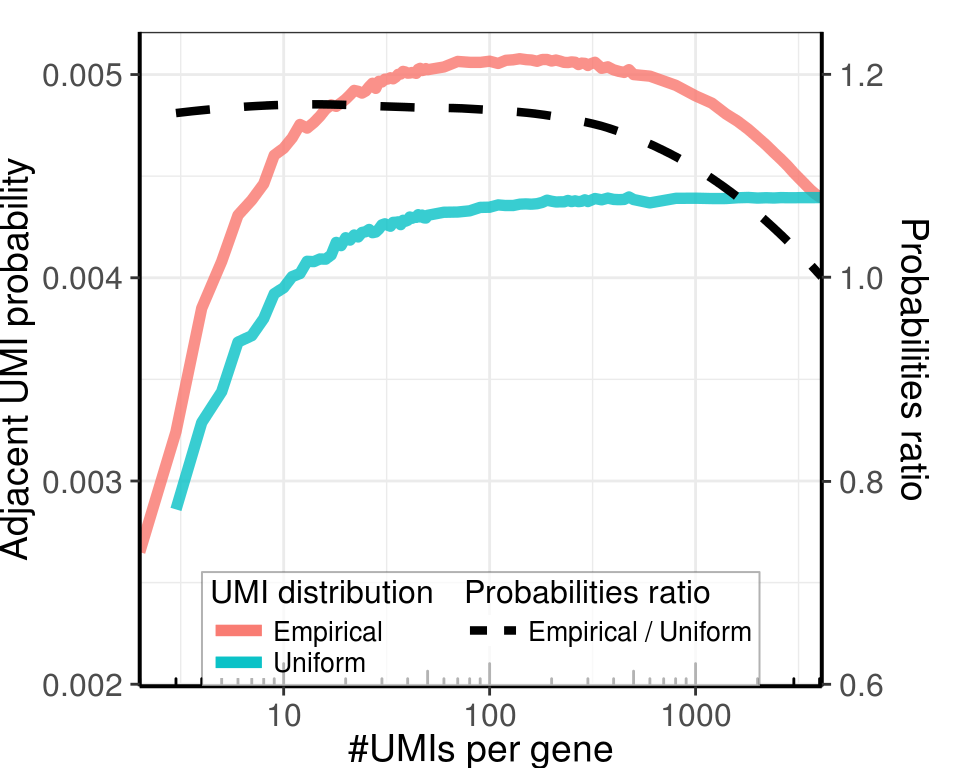 Adjacent UMI probability
0.005
0.004
0.003
0.002
1.2
1.0
0.8
0.6
Probabilities ratio
UMI distribution
Empirical
Uniform
Probabilities ratio
Empirical / Uniform
10
100
1000
#UMIs per gene